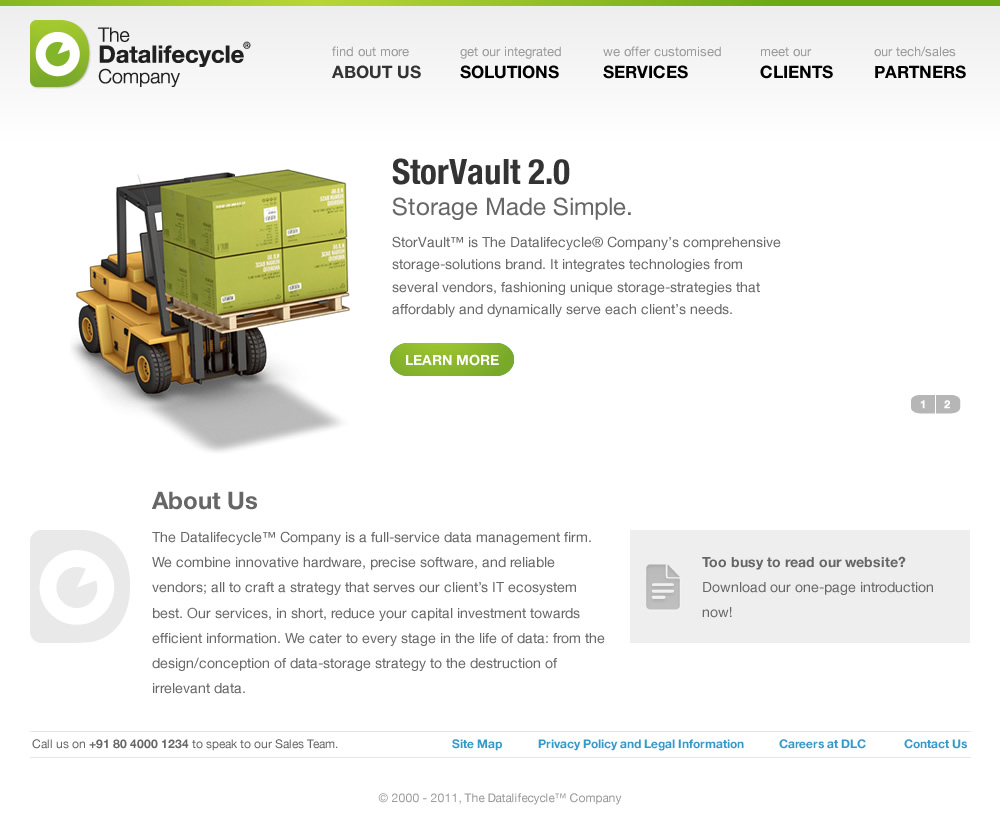 The
Datalifecycle®
Company
find out more
ABOUT US
get our integrated
SOLUTIONS
we offer customised
SERVICES
meet our
CLIENTS
our tech/sales
PARTNERS
StorVault 2.0
Storage Made Simple.
StorVault™ is The Datalifecycle® Company's comprehensive
storage-solutions brand. It integrates technologies from
several vendors, fashioning unique storage-strategies that
affordably and dynamically serve each client's needs.
LEARN MORE
1 2
About Us
The Datalifecycle™ Company is a full-service data management firm.
We combine innovative hardware, precise software, and reliable
vendors; all to craft a strategy that serves our client's IT ecosystem
best. Our services, in short, reduce your capital investment towards
efficient information. We cater to every stage in the life of data: from the
design/conception of data-storage strategy to the destruction of
irrelevant data.
Too busy to read our website?
Download our one-page introduction
now!
Call us on +91 80 4000 1234 to speak to our Sales Team.
Site Map
Privacy Policy and Legal Information
Careers at DLC
Contact Us
© 2000 - 2011, The Datalifecycle™ Company